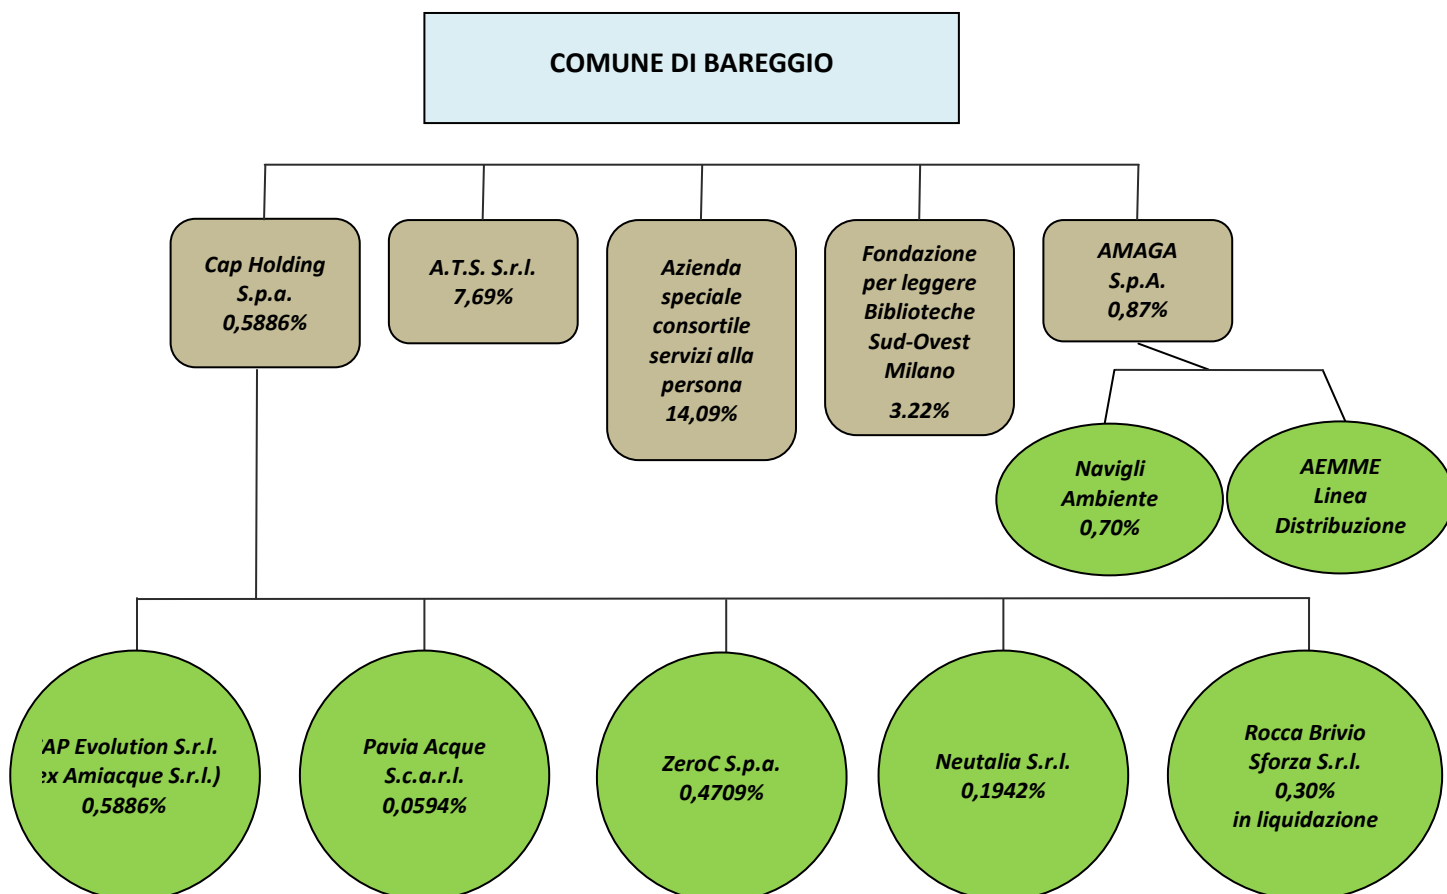 COMUNE DI BAREGGIO
Cap Holding
S.p.a.
0,5886%
A.T.S. S.r.l.
7,69%
Azienda
speciale
consortile
servizi alla
persona
14,09%
Fondazione
per leggere
Biblioteche
Sud-Ovest
Milano
3.22%
AMAGA
S.p.A.
0,87%
Navigli
Ambiente
0,70%
AEMME
Linea
Distribuzione
AP Evolution S.r.l.
ex Amiacque S.r.l.)
0,5886%
Pavia Acque
S.c.a.r.l.
0,0594%
ZeroC S.p.a.
0,4709%
Neutalia S.r.l.
0,1942%
Rocca Brivio
Sforza S.r.l.
0,30%
in liquidazione